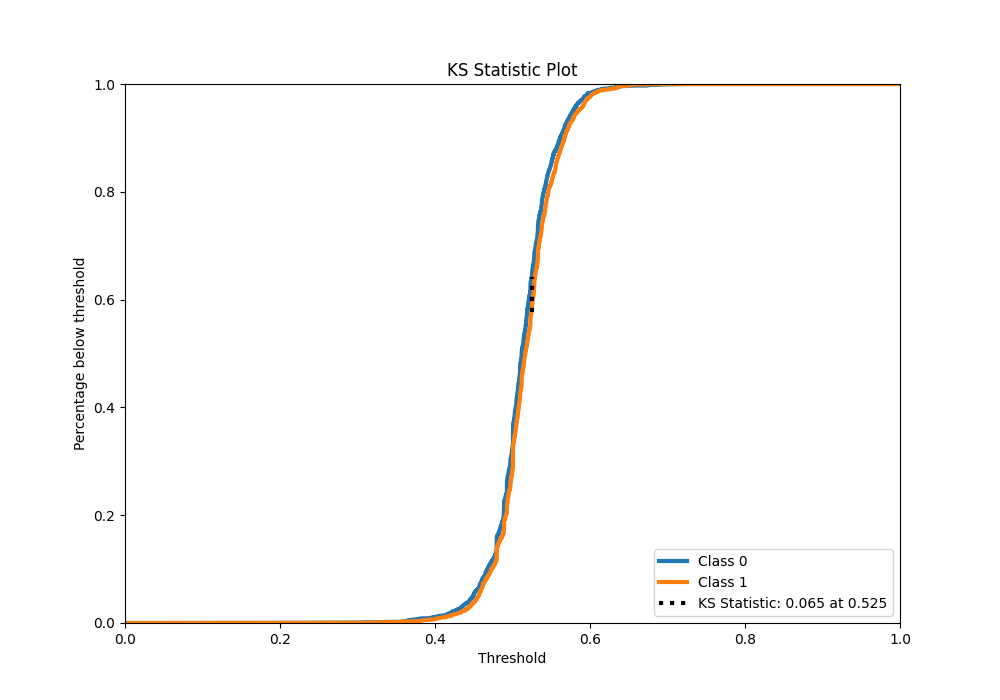 KS Statistic Plot
1.0
0.8
0.6
0.4
0.2
0.0
Percentage below threshold
0.0 0.2 0.4 0.6 0.8 1.0
Threshold
Class 0
Class 1
KS Statistic: 0.065 at 0.525